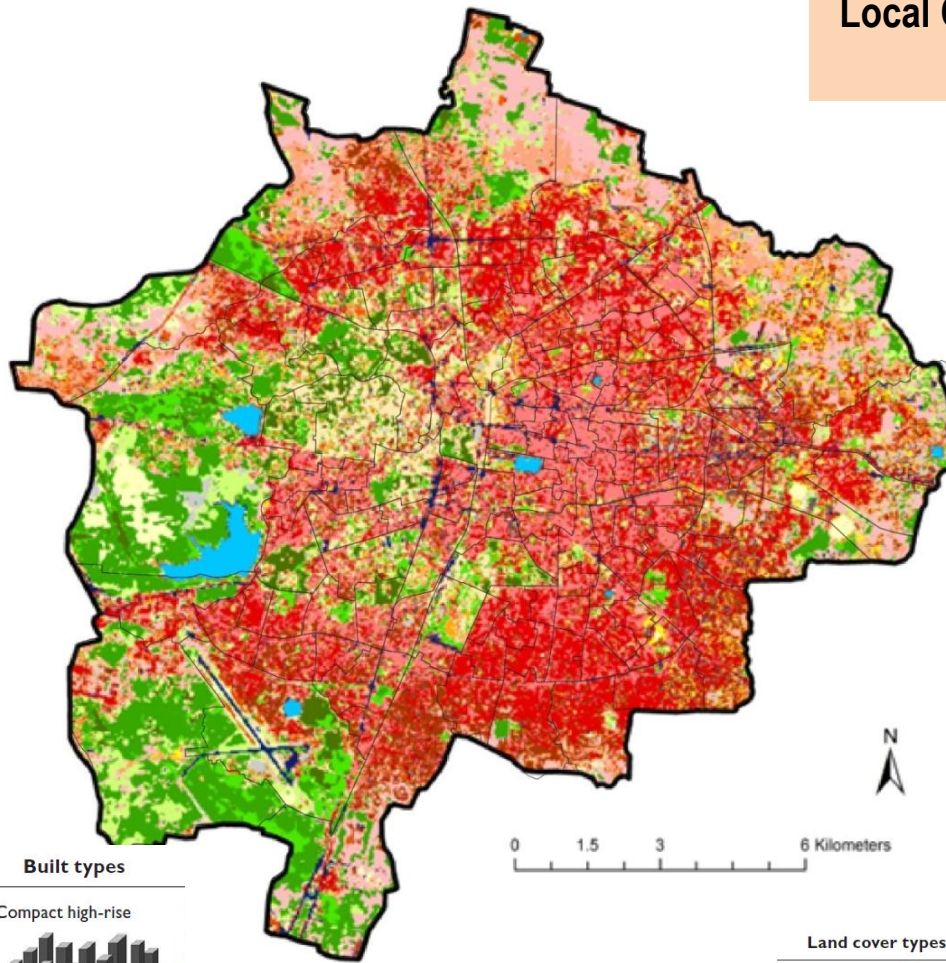 Local
N
0 1.5 3 6 Kilometers
Built types
Compact high-rise
Land cover types